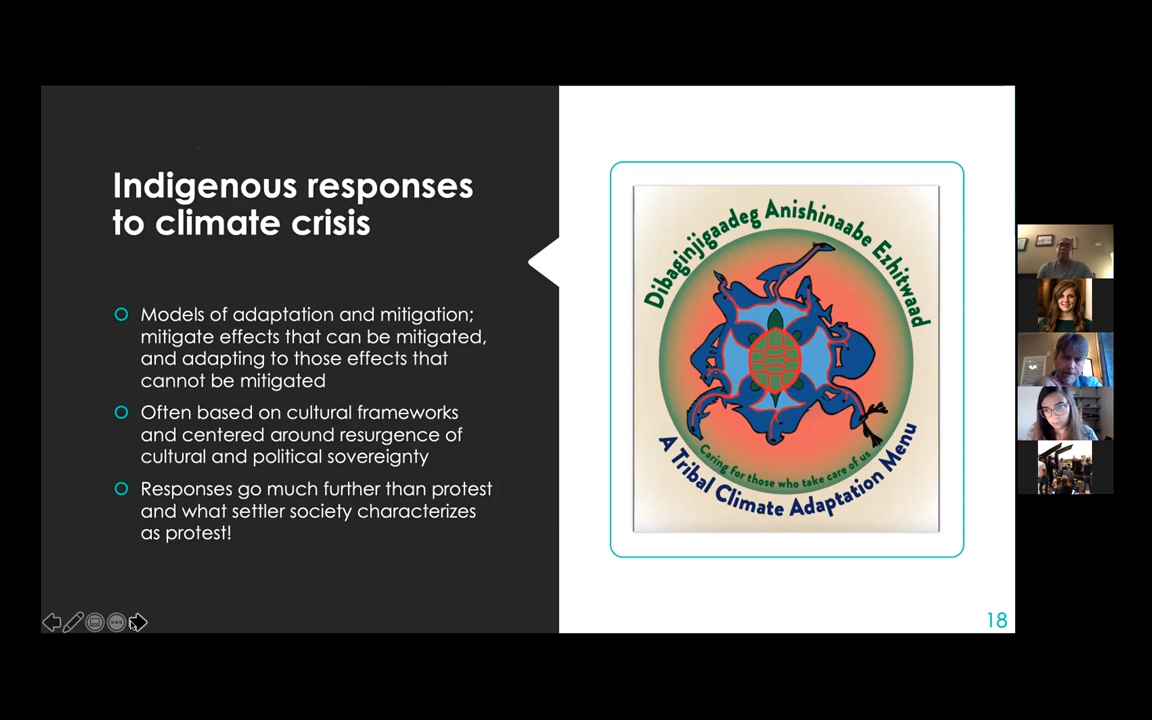 Indigenous responses
to climate crisis
Models of adaptation and mitigation;
mitigate effects that can be mitigated,
and adapting to those effects that
cannot be mitigated
Often based on cultural frameworks
and centered around resurgence of
cultural and political sovereignty
Responses go much further than protest
and what settler society characterizes
as protest!
Dibaginjigaadeg Anishinaabe Ezhitwaad
Caring for those who take care of us
A Tribal Climate Adaptation Menu
18